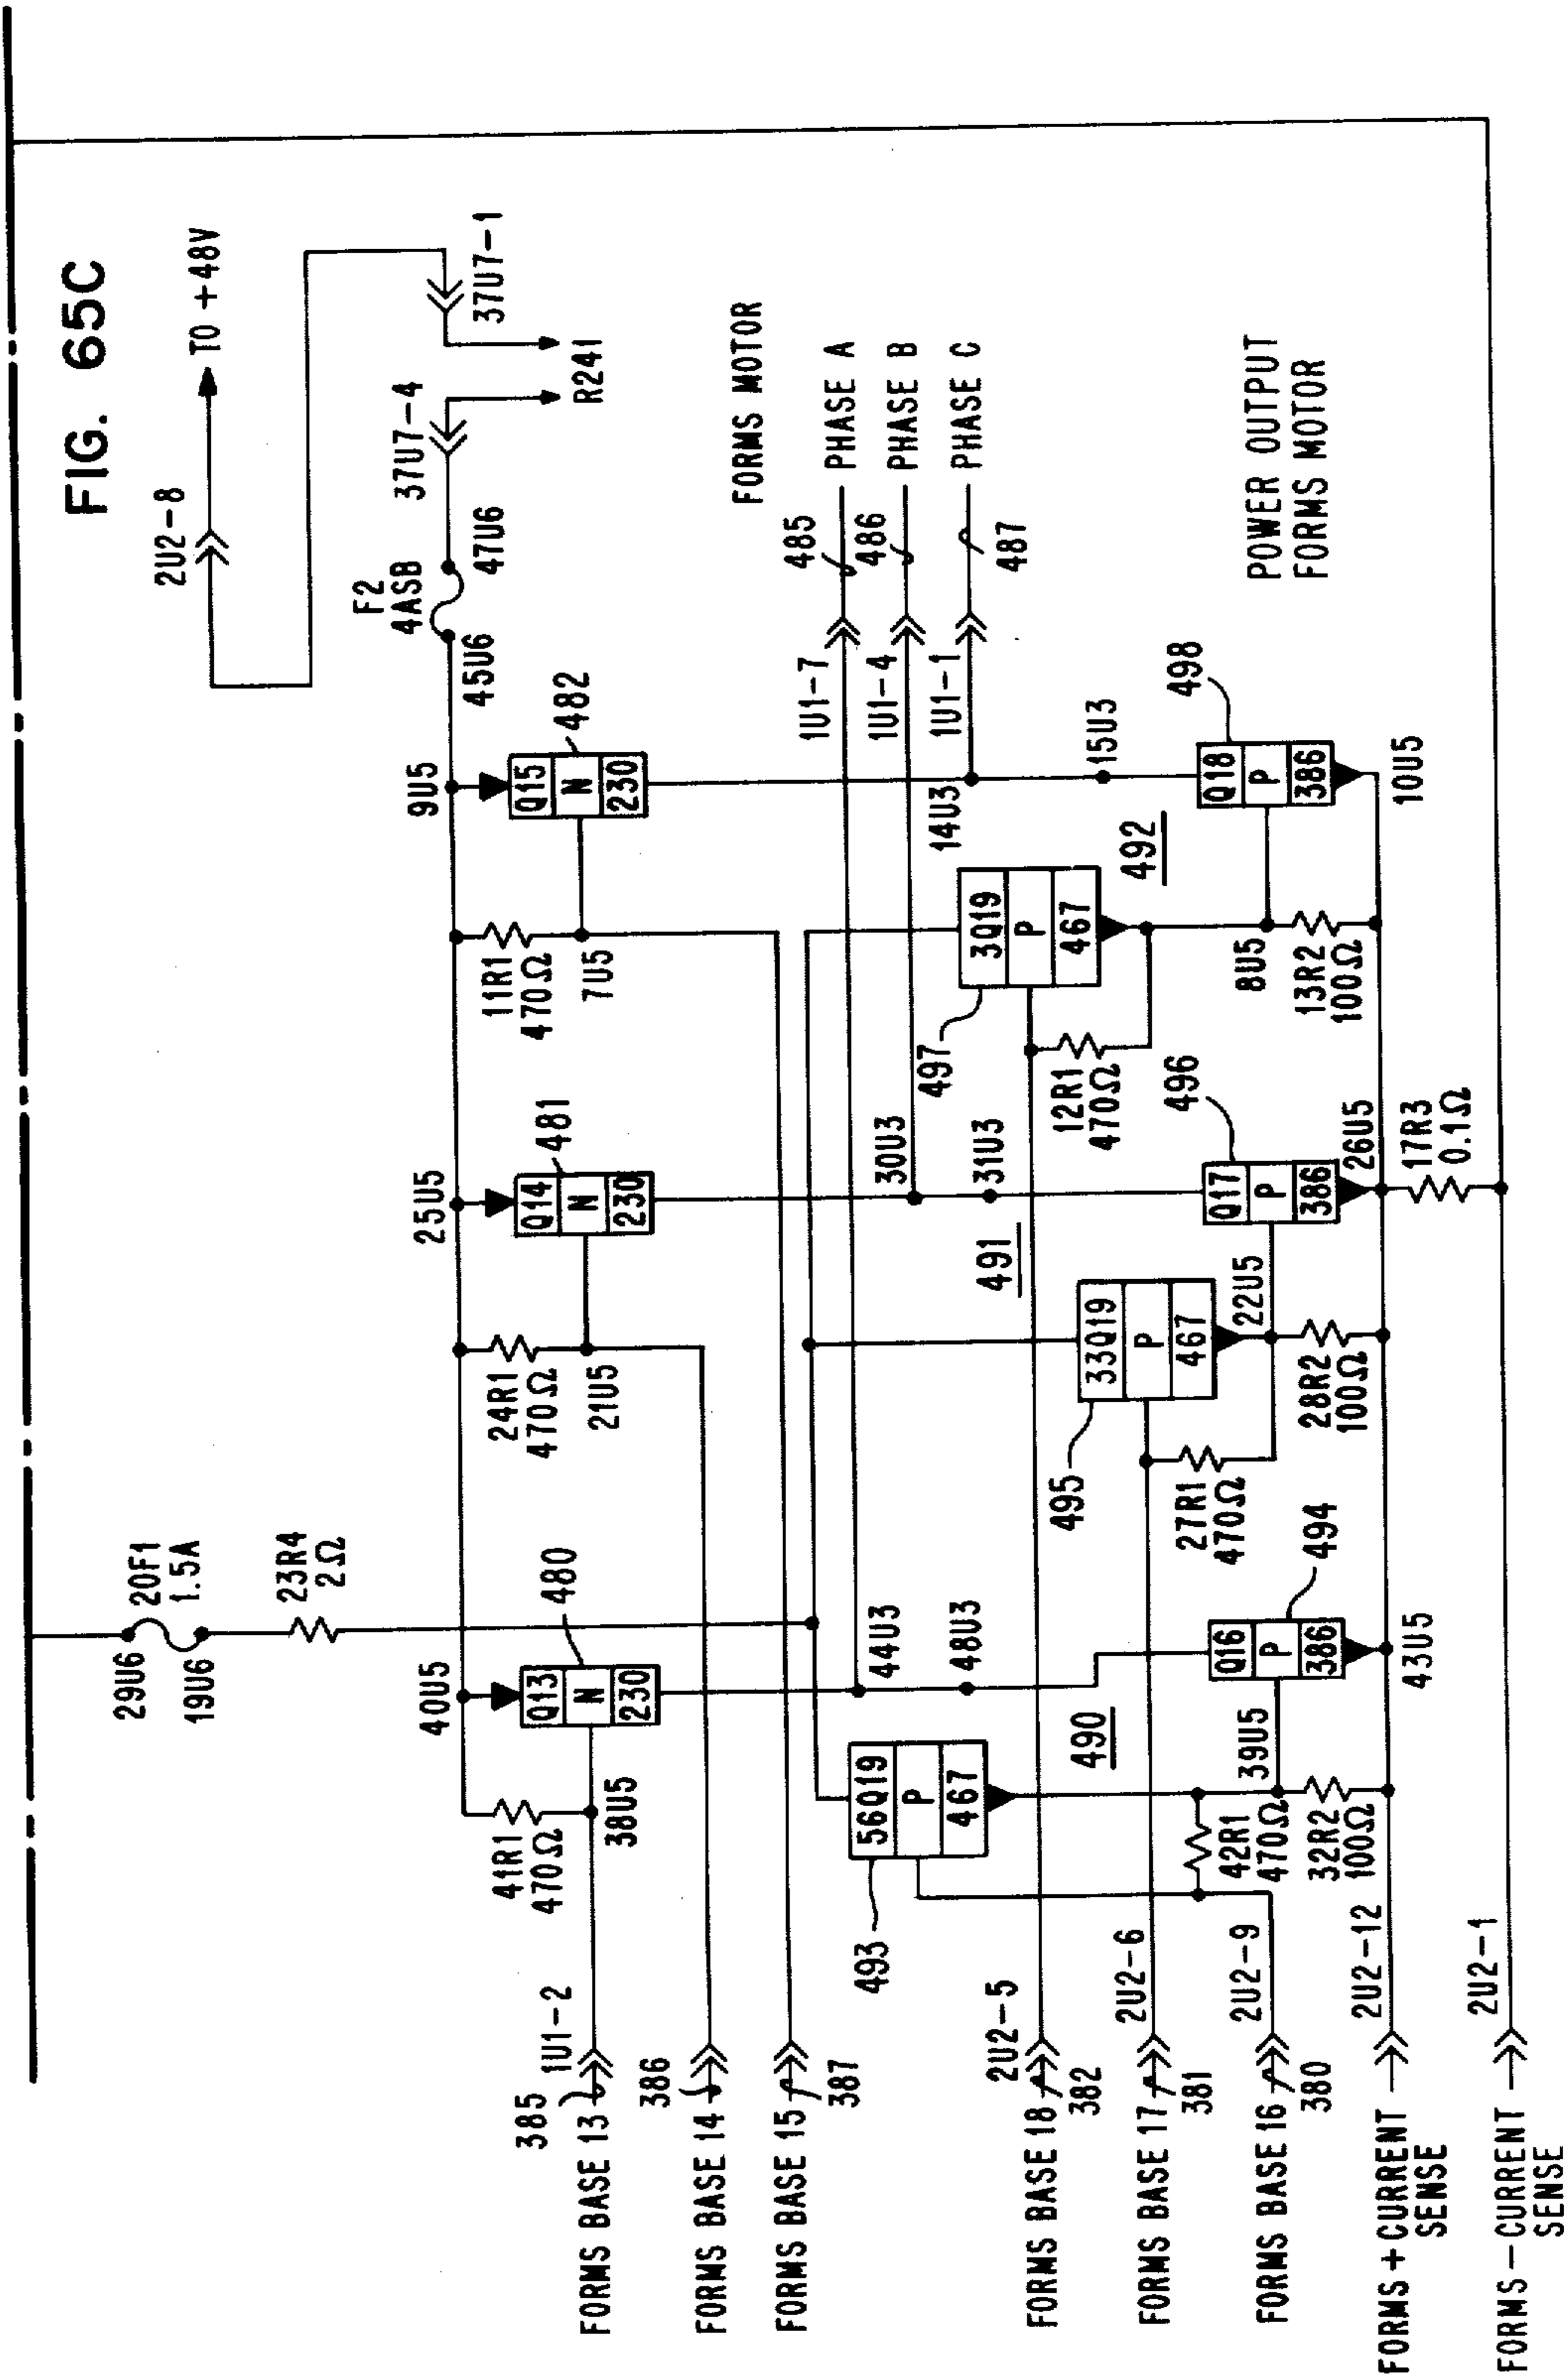 FIG. 65C
2U2-8
TO +48V
37U7-1
37U7-4
R241
F2
4ASB
47U6
45U6
29U6
20F1
1.5A
19U6
23R4
2Ω
40U5
25U5
9U5
Q13
N
230
480
Q14
N
230
481
Q15
N
230
482
41R1
470Ω
38U5
24R1
470Ω
21U5
11R1
470Ω
7U5
385
1U1-2
FORMS BASE 13
386
FORMS BASE 14
FORMS BASE 15
387
FORMS MOTOR
1U1-7
485
PHASE A
1U1-4
486
PHASE B
1U1-1
487
PHASE C
44U3
48U3
30U3
31U3
14U3
15U3
56Q19
P
467
493
490
33Q19
P
467
495
491
3Q19
P
467
497
492
2U2-5
FORMS BASE 18
382
2U2-6
FORMS BASE 17
381
2U2-9
FORMS BASE 16
380
12R1
470Ω
27R1
470Ω
42R1
470Ω
39U5
22U5
8U5
Q16
P
386
494
Q17
P
386
496
Q18
P
386
498
32R2
100Ω
28R2
100Ω
13R2
100Ω
43U5
26U5
10U5
17R3
0.1Ω
POWER OUTPUT
FORMS MOTOR
2U2-12
FORMS + CURRENT
SENSE
2U2-1
FORMS - CURRENT
SENSE